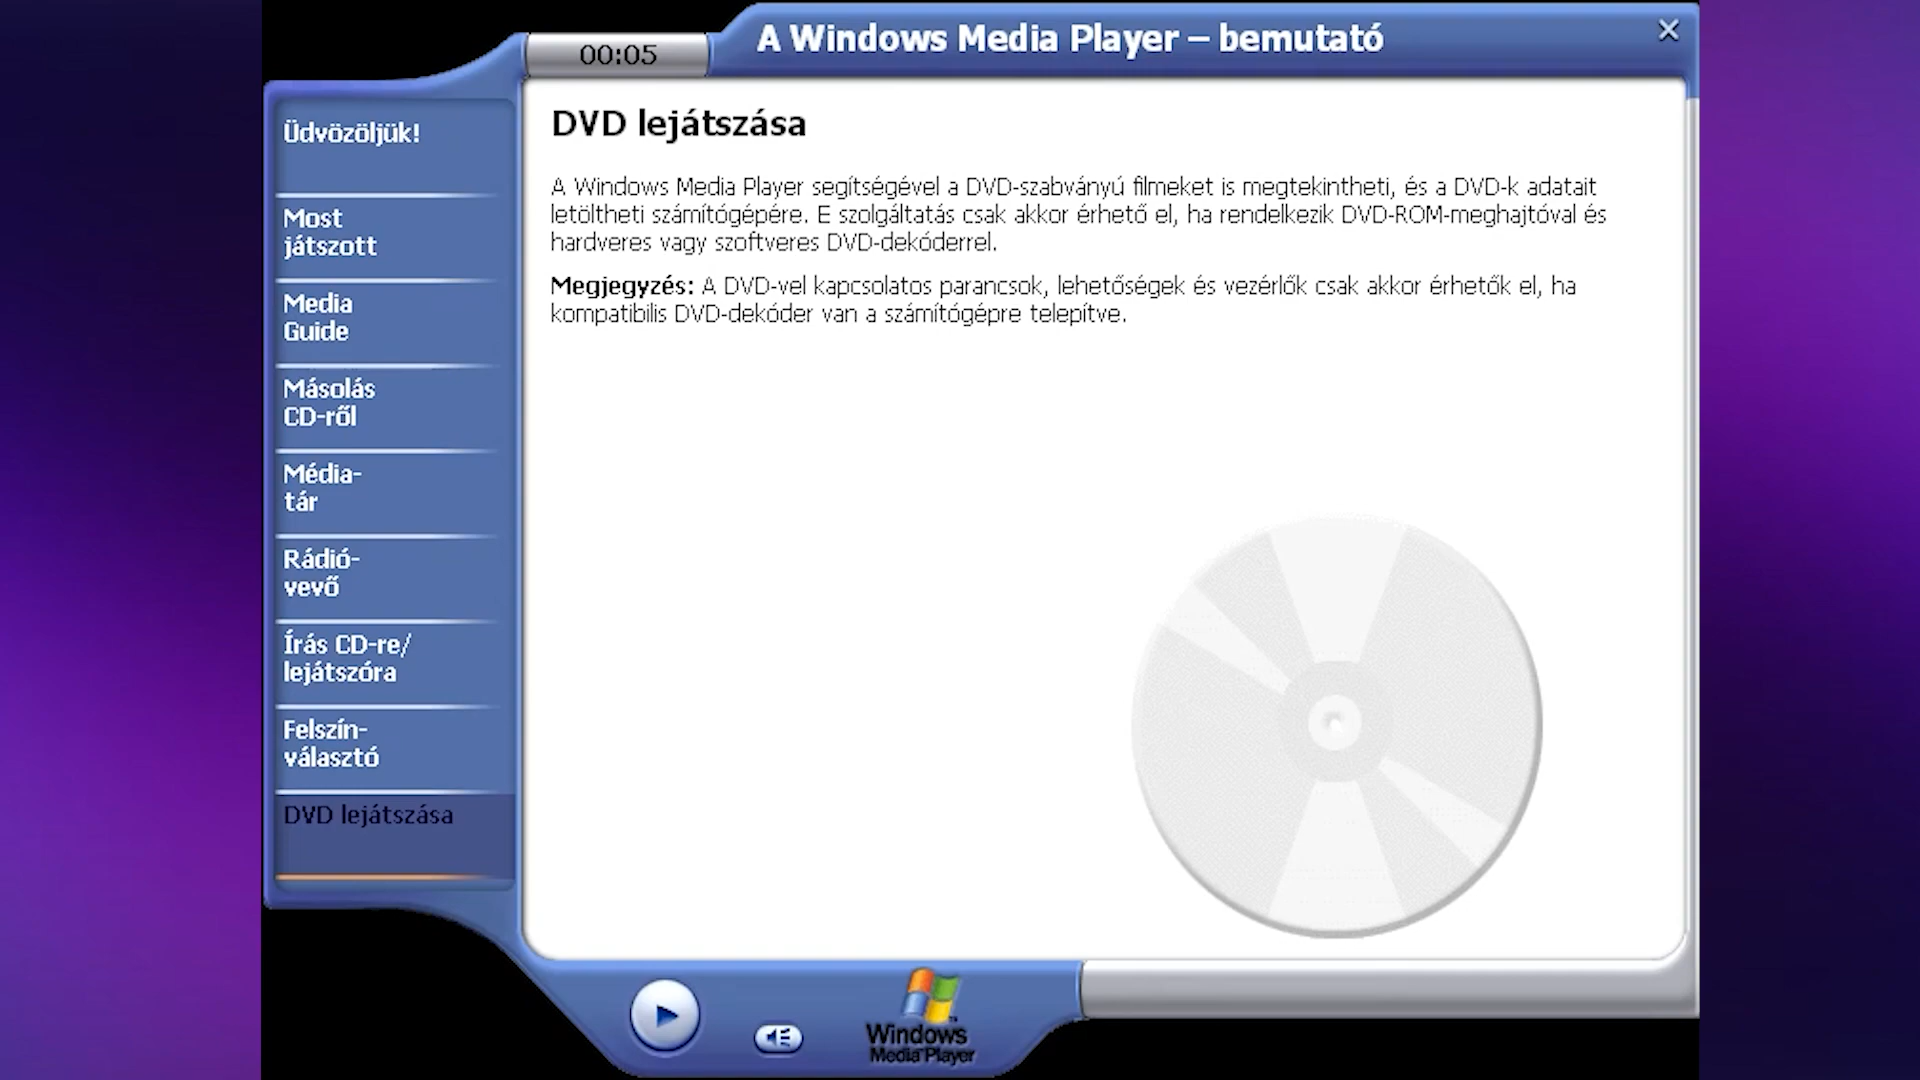 00:05
A Windows Media Player – bemutató
Üdvözöljük!
Most
játszott
Media
Guide
Másolás
CD-ről
Média-
tár
Rádió-
vevő
Írás CD-re/
lejátszóra
Felszín-
választó
DVD lejátszása
DVD lejátszása
A Windows Media Player segítségével a DVD-szabványú filmeket is megtekintheti, és a DVD-k adatait
letöltheti számítógépére. E szolgáltatás csak akkor érhető el, ha rendelkezik DVD-ROM-meghajtóval és
hardveres vagy szoftveres DVD-dekóderrel.
Megjegyzés: A DVD-vel kapcsolatos parancsok, lehetőségek és vezérlők csak akkor érhetők el, ha
kompatibilis DVD-dekóder van a számítógépre telepítve.
Windows
Media Player